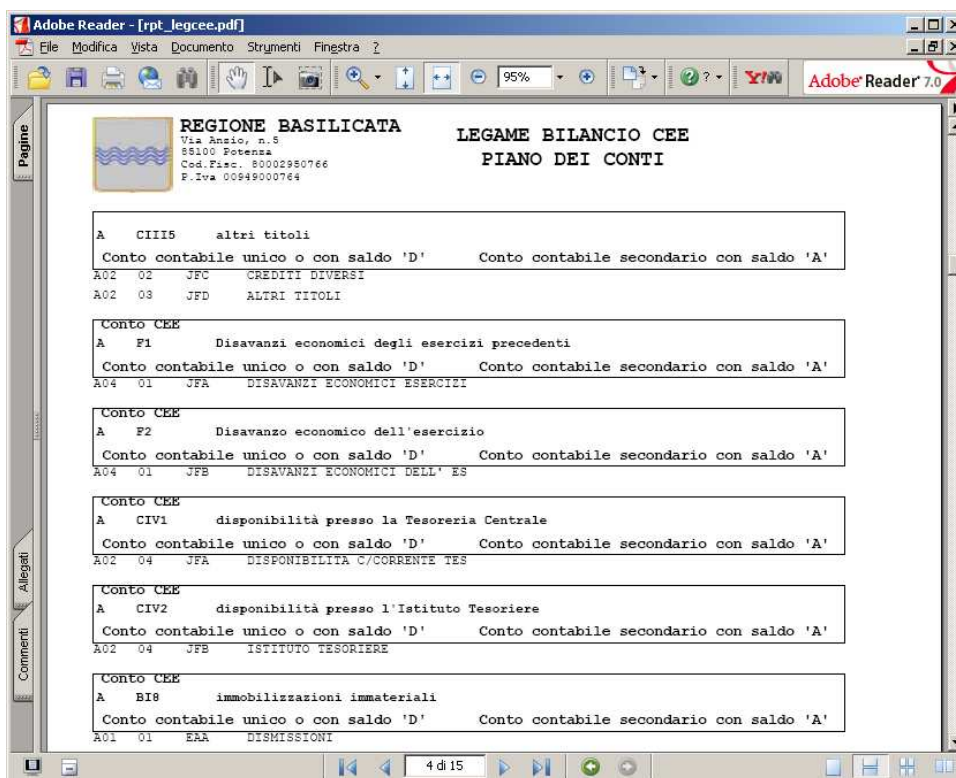 Adobe Reader - [rpt_legcee.pdf]
File Modifica Vista Documento Strumenti Finestra ?
95% ? Y! Adobe Reader 7.0
Pagine
REGIONE BASILICATA
Via Anzio, n.5
85100 Potenza
Cod.Fisc. 80002950766
P.Iva 00949000764
LEGAME BILANCIO CEE
PIANO DEI CONTI
A CIII5 altri titoli
Conto contabile unico o con saldo 'D' Conto contabile secondario con saldo 'A'
A02 02 JFC CREDITI DIVERSI
A02 03 JFD ALTRI TITOLI
Conto CEE
A F1 Disavanzi economici degli esercizi precedenti
Conto contabile unico o con saldo 'D' Conto contabile secondario con saldo 'A'
A04 01 JFA DISAVANZI ECONOMICI ESERCIZI
Conto CEE
A F2 Disavanzo economico dell'esercizio
Conto contabile unico o con saldo 'D' Conto contabile secondario con saldo 'A'
A04 01 JFB DISAVANZI ECONOMICI DELL' ES
Conto CEE
A CIV1 disponibilità presso la Tesoreria Centrale
Conto contabile unico o con saldo 'D' Conto contabile secondario con saldo 'A'
A02 04 JFA DISPONIBILITA C/CORRENTE TES
Conto CEE
A CIV2 disponibilità presso l'Istituto Tesoriere
Conto contabile unico o con saldo 'D' Conto contabile secondario con saldo 'A'
A02 04 JFB ISTITUTO TESORIERE
Conto CEE
A BI8 immobilizzazioni immateriali
Conto contabile unico o con saldo 'D' Conto contabile secondario con saldo 'A'
A01 01 EAA DISMISSIONI
Allegati
Commenti
4 di 15